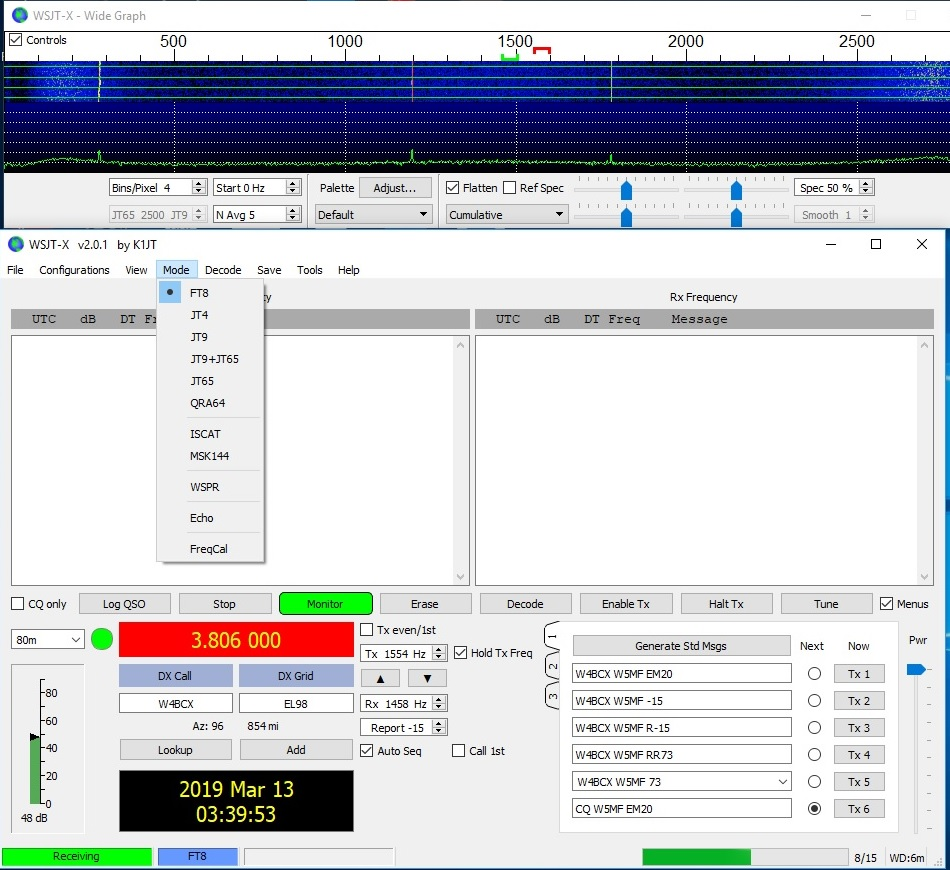 WSJT-X - Wide Graph
Controls
500 1000 1500 2000 2500
Bins/Pixel 4 Start 0 Hz Palette Adjust... Flatten Ref Spec Spec 50 %
JT65 2500 JT9 N Avg 5 Default Cumulative Smooth 1
WSJT-X v2.0.1 by K1JT
File Configurations View Mode Decode Save Tools Help
FT8
JT4
JT9
JT9+JT65
JT65
QRA64
ISCAT
MSK144
WSPR
Echo
FreqCal
cy
Rx Frequency
UTC dB DT Fr
UTC dB DT Freq Message
CQ only Log QSO Stop Monitor Erase Decode Enable Tx Halt Tx Tune Menus
80m 3.806 000 Tx even/1st
Tx 1554 Hz Hold Tx Freq
DX Call DX Grid ▲ ▼
W4BCX EL98 Rx 1458 Hz
Az: 96 854 mi Report -15
Lookup Add Auto Seq Call 1st
2019 Mar 13
03:39:53
80
60
40
20
0
48 dB
1
2
3
Generate Std Msgs Next Now Pwr
W4BCX W5MF EM20 Tx 1
W4BCX W5MF -15 Tx 2
W4BCX W5MF R-15 Tx 3
W4BCX W5MF RR73 Tx 4
W4BCX W5MF 73 Tx 5
CQ W5MF EM20 Tx 6
Receiving FT8 8/15 WD:6m